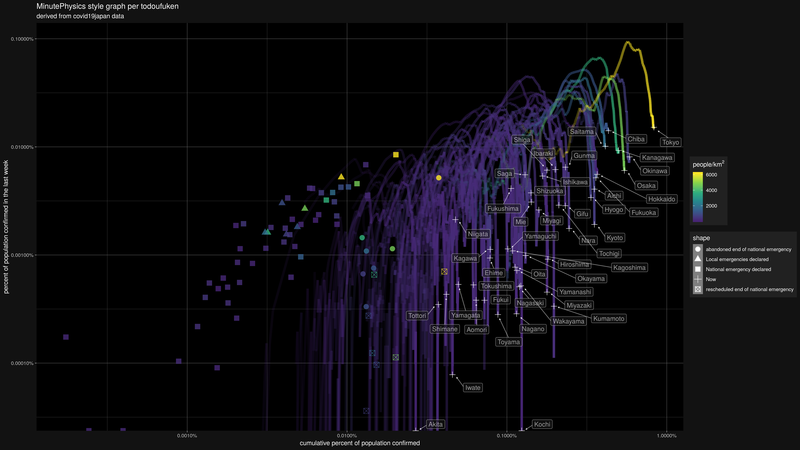 MinutePhysics style graph per todoufuken
derived from covid19japan data
percent of population confirmed in the last week
0.10000%
0.01000%
0.00100%
0.00010%
0.0010%
0.0100%
0.1000%
1.0000%
cumulative percent of population confirmed
Tokyo
Chiba
Saitama
Kanagawa
Okinawa
Osaka
Hokkaido
Shiga
Ibaraki
Gunma
Saga
Ishikawa
Shizuoka
Aichi
Fukushima
Hyogo
Fukuoka
Gifu
Mie
Miyagi
Niigata
Yamaguchi
Nara
Kyoto
Tochigi
Kagawa
Hiroshima
Kagoshima
Ehime
Oita
Okayama
Tokushima
Yamanashi
Fukui
Nagasaki
Miyazaki
Tottori
Yamagata
Wakayama
Kumamoto
Shimane
Aomori
Nagano
Toyama
Iwate
Akita
Kochi
people/km²
6000
4000
2000
shape
abandoned end of national emergency
Local emergencies declared
National emergency declared
Now
rescheduled end of national emergency